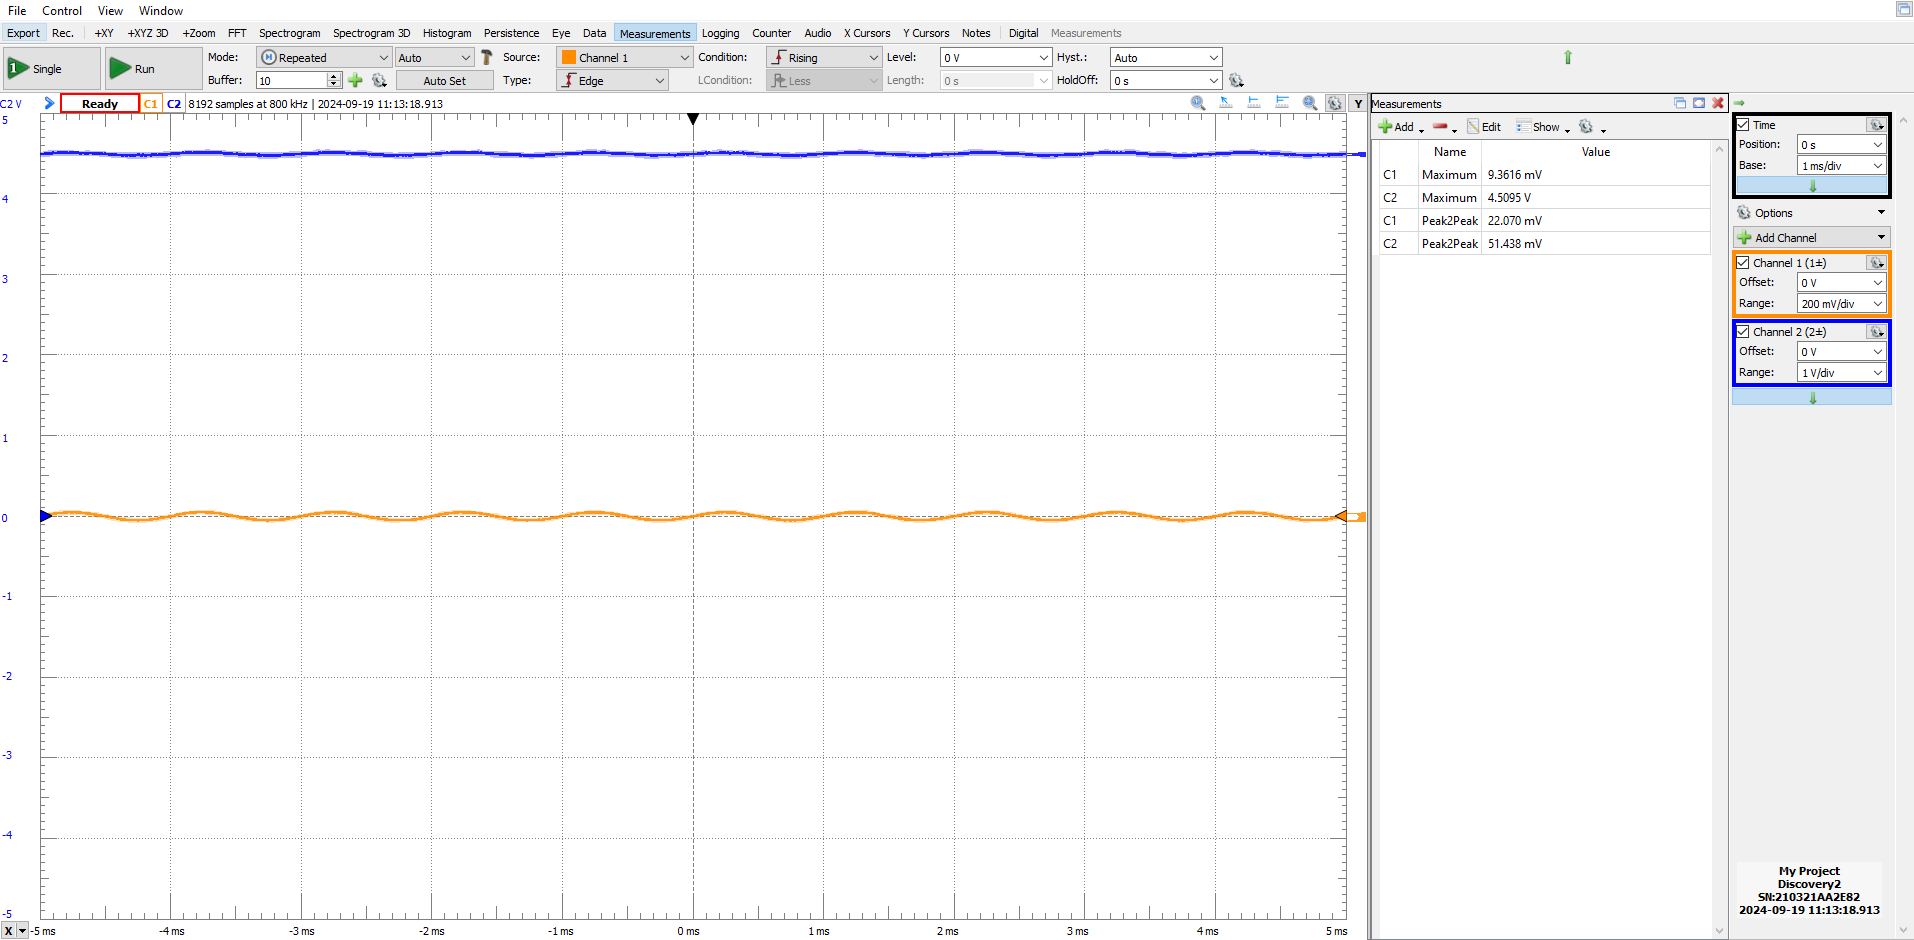 File Control View Window
Export Rec. +XY +XYZ 3D +Zoom FFT Spectrogram Spectrogram 3D Histogram Persistence Eye Data Measurements Logging Counter Audio X Cursors Y Cursors Notes Digital Measurements
1 Single Run Mode: Repeated Auto Source: Channel 1 Condition: Rising Level: 0 V Hyst.: Auto
Buffer: 10 Auto Set Type: Edge LCondition: Less Length: 0 s HoldOff: 0 s
C2 V Ready C1 C2 8192 samples at 800 kHz | 2024-09-19 11:13:18.913 Y
5
4
3
2
1
0
-1
-2
-3
-4
-5
X -5 ms -4 ms -3 ms -2 ms -1 ms 0 ms 1 ms 2 ms 3 ms 4 ms 5 ms
Measurements
Add Edit Show
Name Value
C1 Maximum 9.3616 mV
C2 Maximum 4.5095 V
C1 Peak2Peak 22.070 mV
C2 Peak2Peak 51.438 mV
Time
Position: 0 s
Base: 1 ms/div
Options
Add Channel
Channel 1 (1±)
Offset: 0 V
Range: 200 mV/div
Channel 2 (2±)
Offset: 0 V
Range: 1 V/div
My Project
Discovery2
SN:210321AA2E82
2024-09-19 11:13:18.913